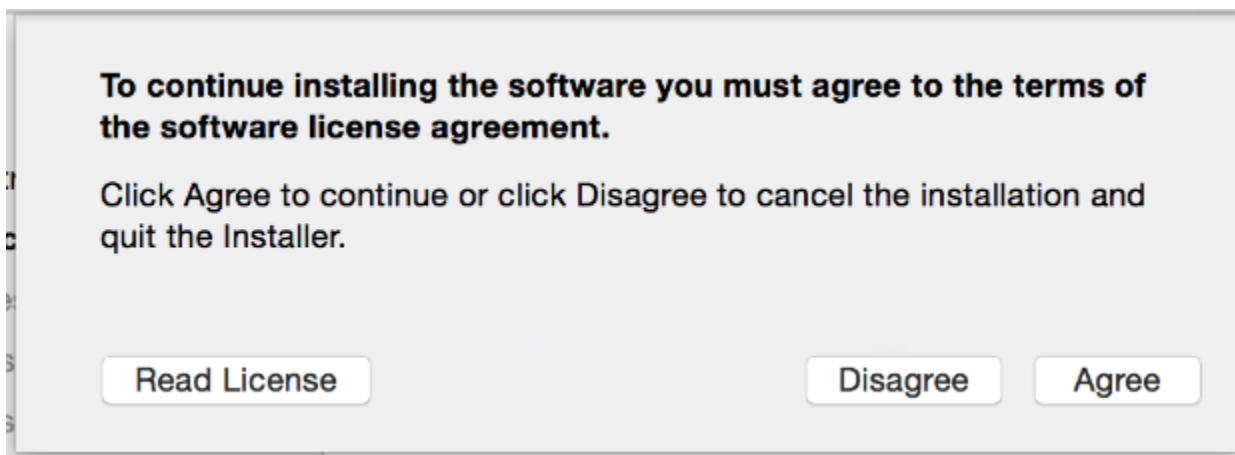 To continue installing the software you must agree to the terms of
the software license agreement.
Click Agree to continue or click Disagree to cancel the installation and
quit the Installer.
Read License
Disagree
Agree